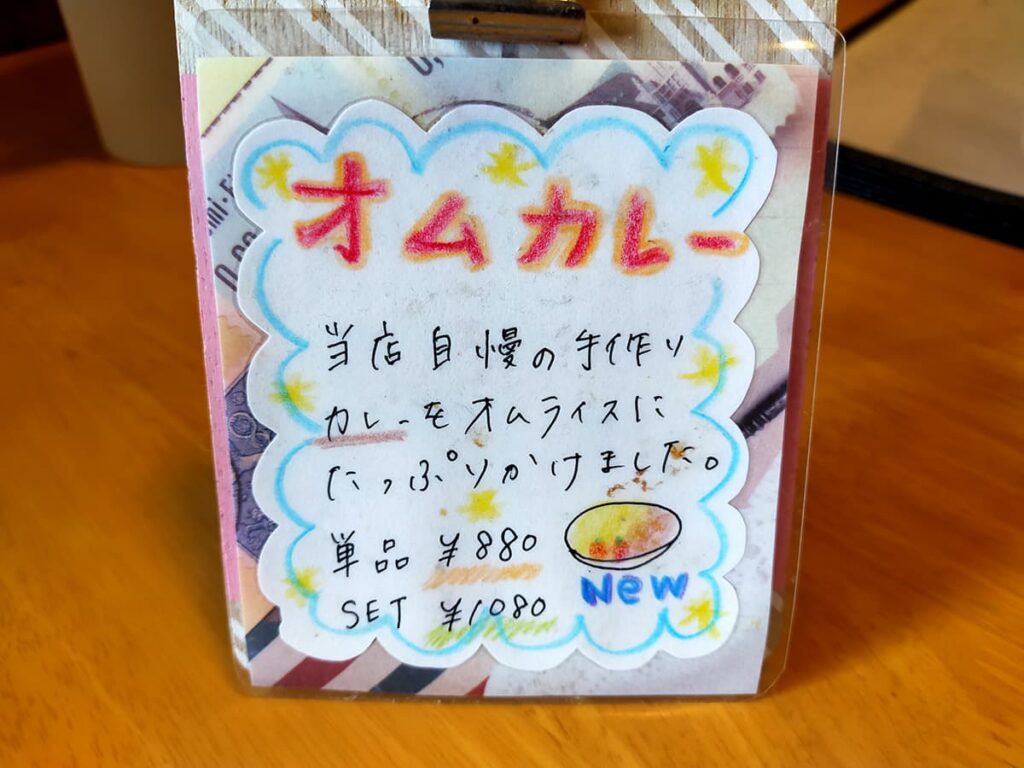 オムカレー
当店自慢の手作り
カレーをオムライスに
たっぷりかけました。
単品 ¥880
SET ¥1080
New